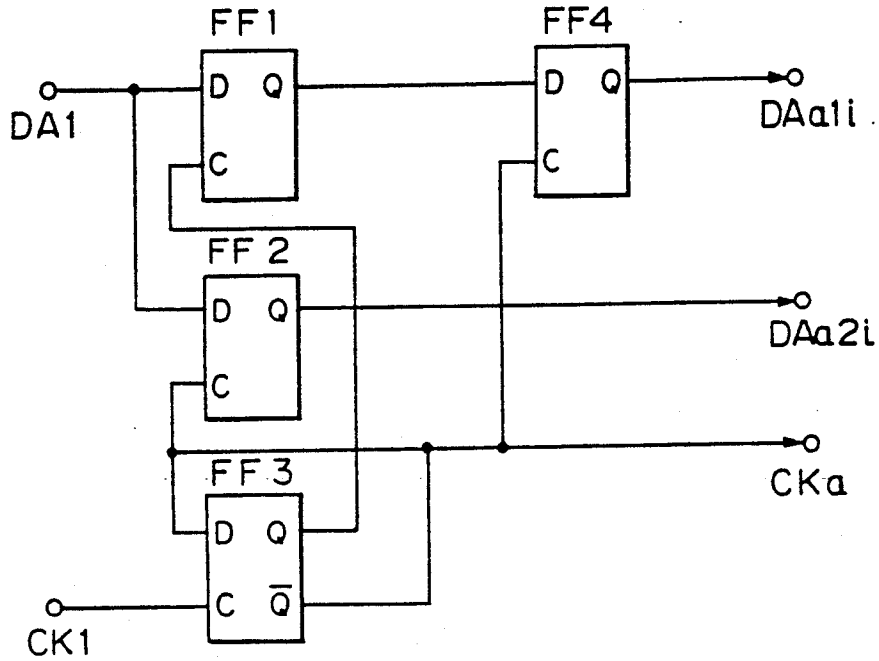 FF1
FF4
D Q
D Q
DA1
DAa1i
C
C
FF2
D Q
DAa2i
C
FF3
CKa
D Q
C Q̅
CK1